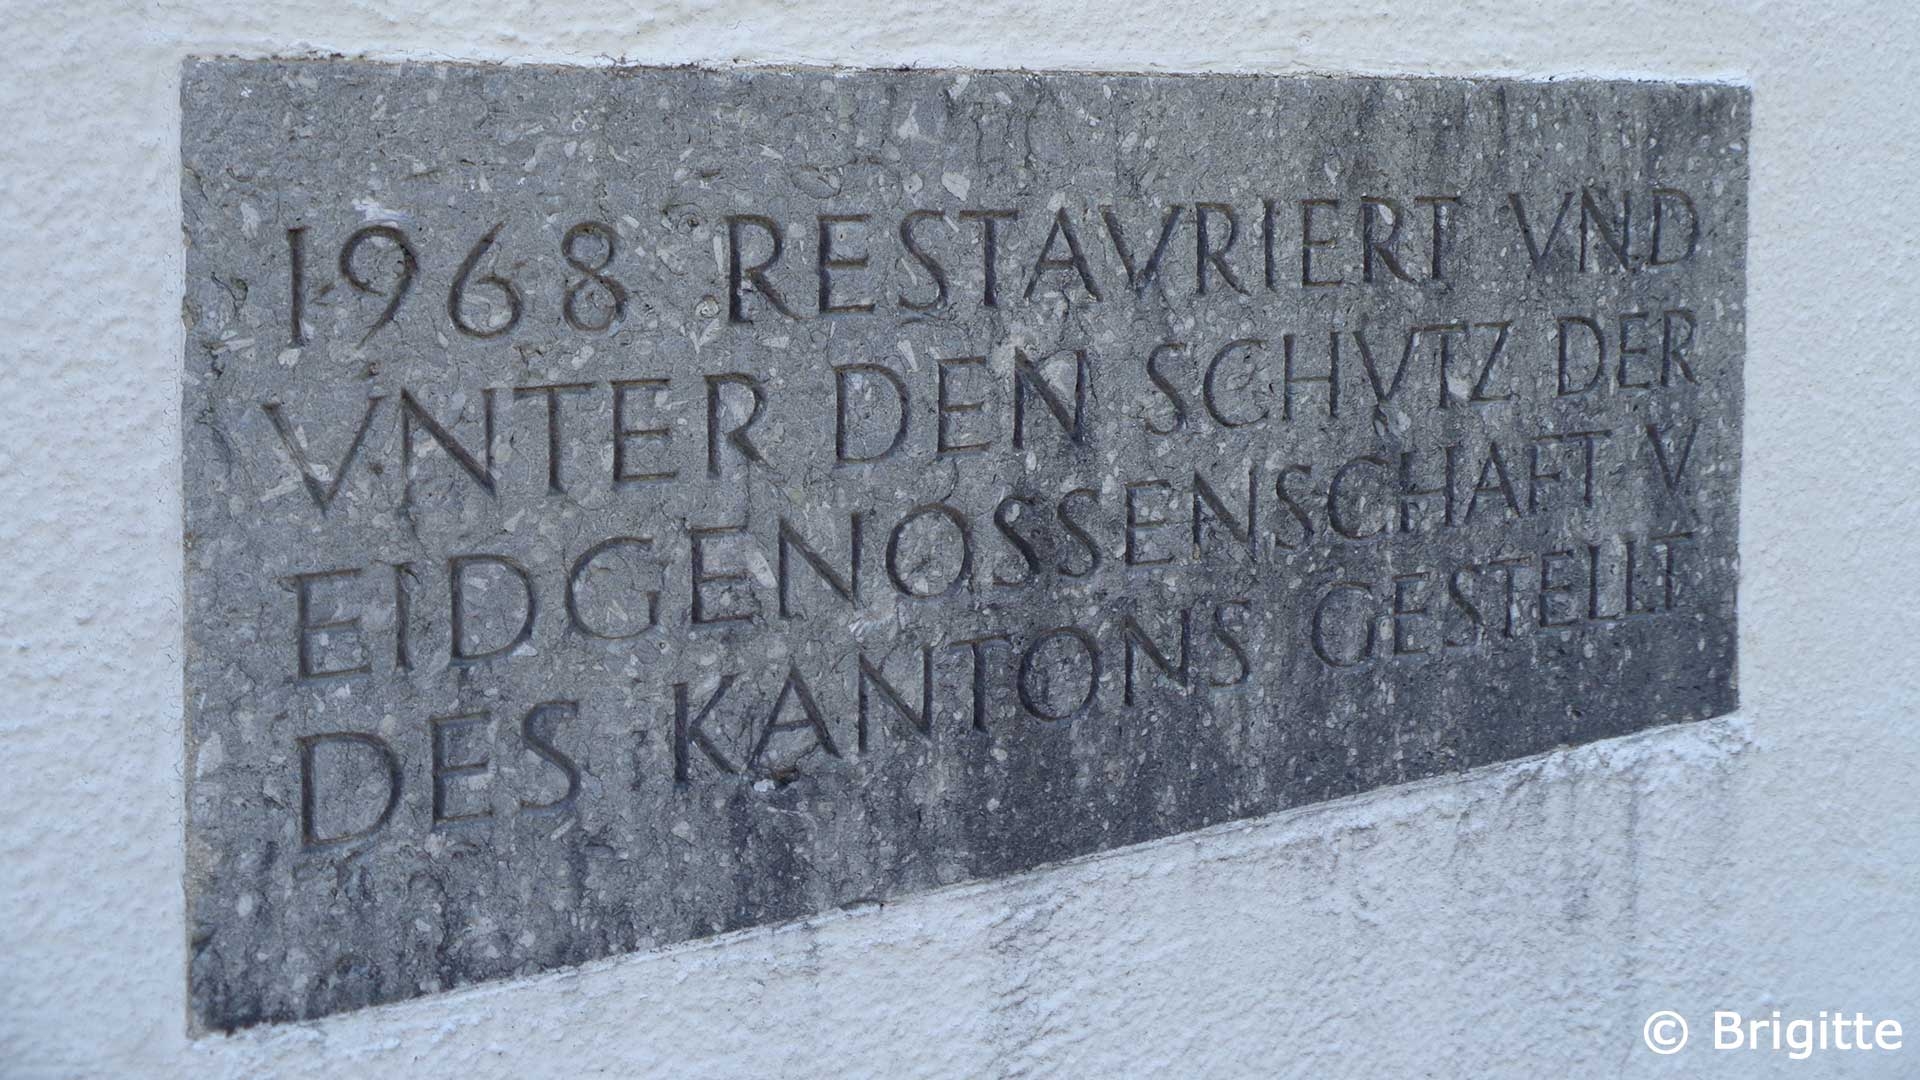 1968 RESTAVRIERT VND
VNTER DEN SCHVTZ DER
EIDGENOSSENSCHAFT V
DES KANTONS GESTELLT
© Brigitte